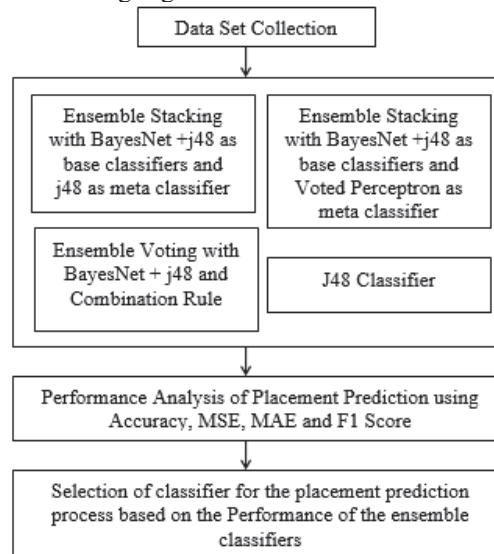 Data Set Collection
Ensemble Stacking
with BayesNet +j48 as
base classifiers and
j48 as meta classifier
Ensemble Stacking
with BayesNet +j48 as
base classifiers and
Voted Perceptron as
meta classifier
Ensemble Voting with
BayesNet + j48 and
Combination Rule
J48 Classifier
Performance Analysis of Placement Prediction using
Accuracy, MSE, MAE and F1 Score
Selection of classifier for the placement prediction
process based on the Performance of the ensemble
classifiers